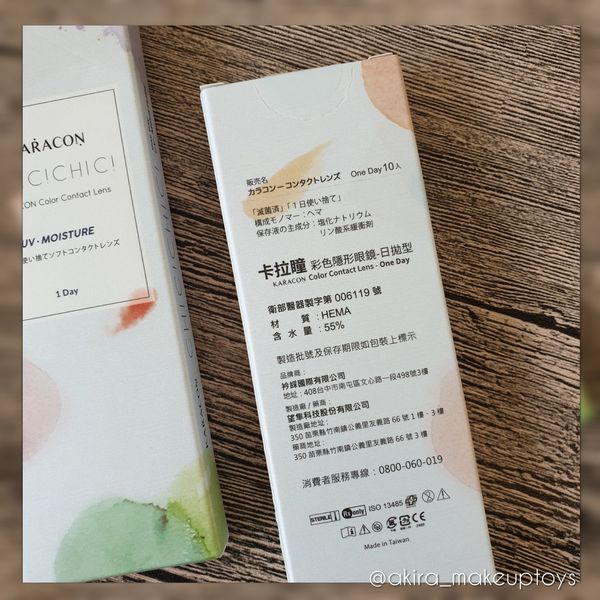 KARACON
C!CHIC!
CON Color Contact Lens
UV・MOISTURE
い捨てソフトコンタクトレンズ
1 Day
CHICICHICI
販売名
カラコンーコンタクトレンズ One Day 10入
「滅菌済」「1日使い捨て」
構成モノマー：ヘマ
保存液の主成分：塩化ナトリウム
リン酸系緩衝剤
卡拉瞳 彩色隱形眼鏡-日拋型
KARACON Color Contact Lens - One Day
衛部醫器製字第 006119 號
材 質：HEMA
含 水 量：55%
製造批號及保存期限如包裝上標示
品牌商：
衿綵國際有限公司
地址：408台中市南屯區文心路一段498號3樓
製造廠／藥商：
望隼科技股份有限公司
製造廠地址：
350 苗栗縣竹南鎮公義里友義路 66 號 1 樓、3 樓
藥商地址：
350 苗栗縣竹南鎮公義里友義路 66 號 3 樓
消費者服務專線：0800-060-019
STERILE Rx only ISO 13485
Made in Taiwan
@akira_makeuptoys